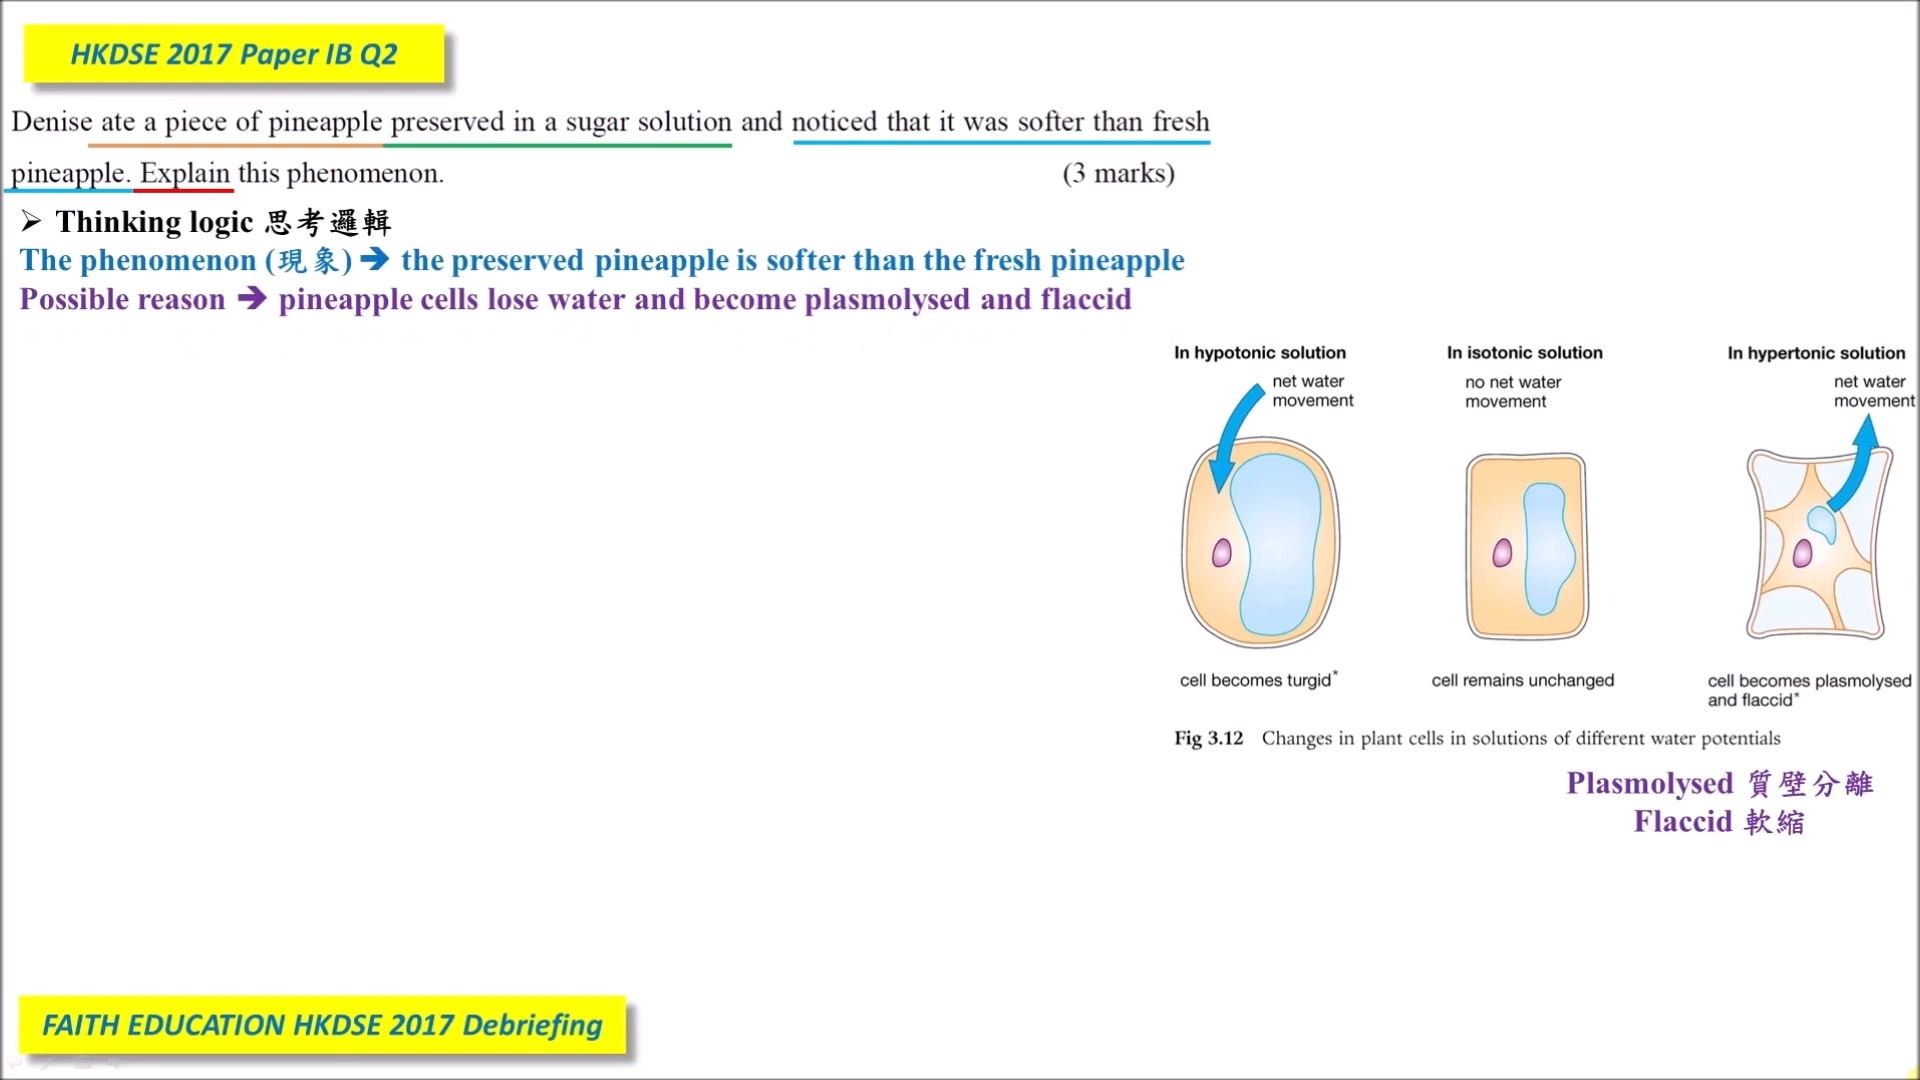 HKDSE 2017 Paper IB Q2
Denise ate a piece of pineapple preserved in a sugar solution and noticed that it was softer than fresh
pineapple. Explain this phenomenon. (3 marks)
➢ Thinking logic 思考邏輯
The phenomenon (現象) ➔ the preserved pineapple is softer than the fresh pineapple
Possible reason ➔ pineapple cells lose water and become plasmolysed and flaccid
In hypotonic solution
net water
movement
cell becomes turgid*
In isotonic solution
no net water
movement
cell remains unchanged
In hypertonic solution
net water
movement
cell becomes plasmolysed
and flaccid*
Fig 3.12 Changes in plant cells in solutions of different water potentials
Plasmolysed 質壁分離
Flaccid 軟縮
FAITH EDUCATION HKDSE 2017 Debriefing